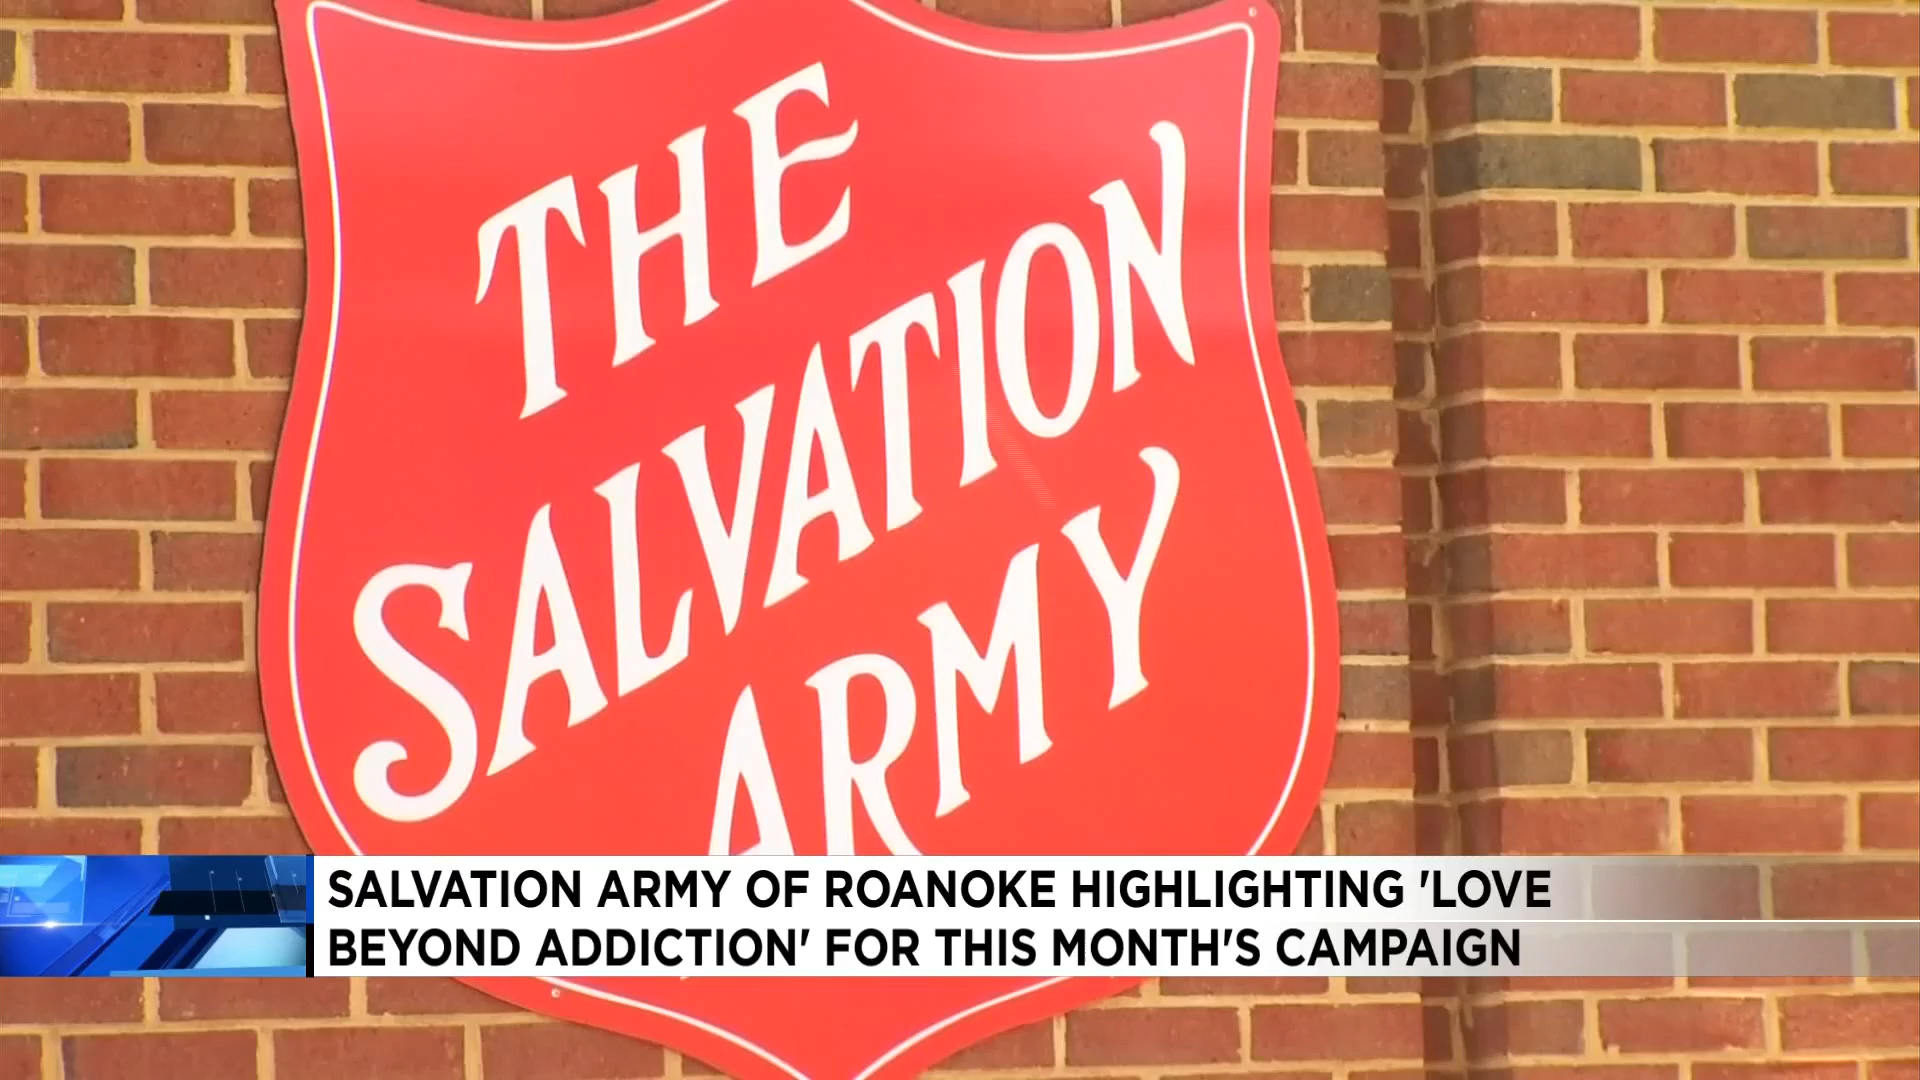 THE
SALVATION
ARMY
SALVATION ARMY OF ROANOKE HIGHLIGHTING 'LOVE
BEYOND ADDICTION' FOR THIS MONTH'S CAMPAIGN